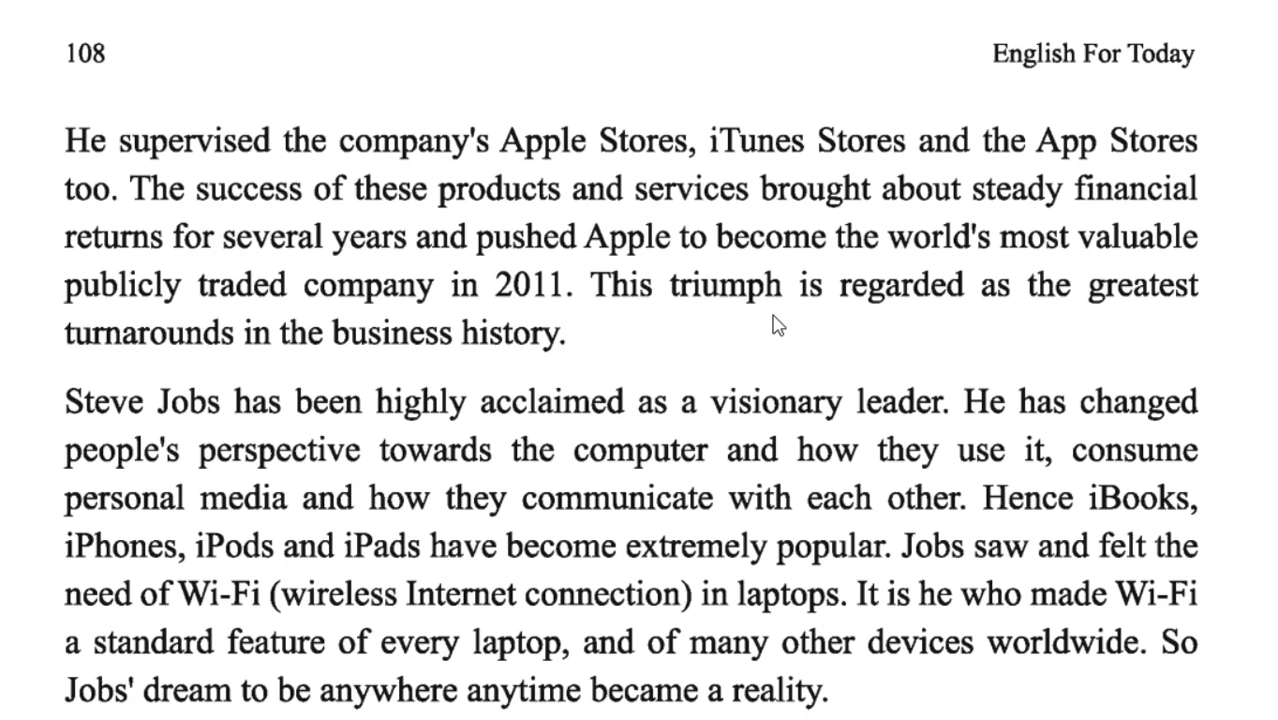 108
English For Today
He supervised the company's Apple Stores, iTunes Stores and the App Stores
too. The success of these products and services brought about steady financial
returns for several years and pushed Apple to become the world's most valuable
publicly traded company in 2011. This triumph is regarded as the greatest
turnarounds in the business history.
Steve Jobs has been highly acclaimed as a visionary leader. He has changed
people's perspective towards the computer and how they use it, consume
personal media and how they communicate with each other. Hence iBooks,
iPhones, iPods and iPads have become extremely popular. Jobs saw and felt the
need of Wi-Fi (wireless Internet connection) in laptops. It is he who made Wi-Fi
a standard feature of every laptop, and of many other devices worldwide. So
Jobs' dream to be anywhere anytime became a reality.